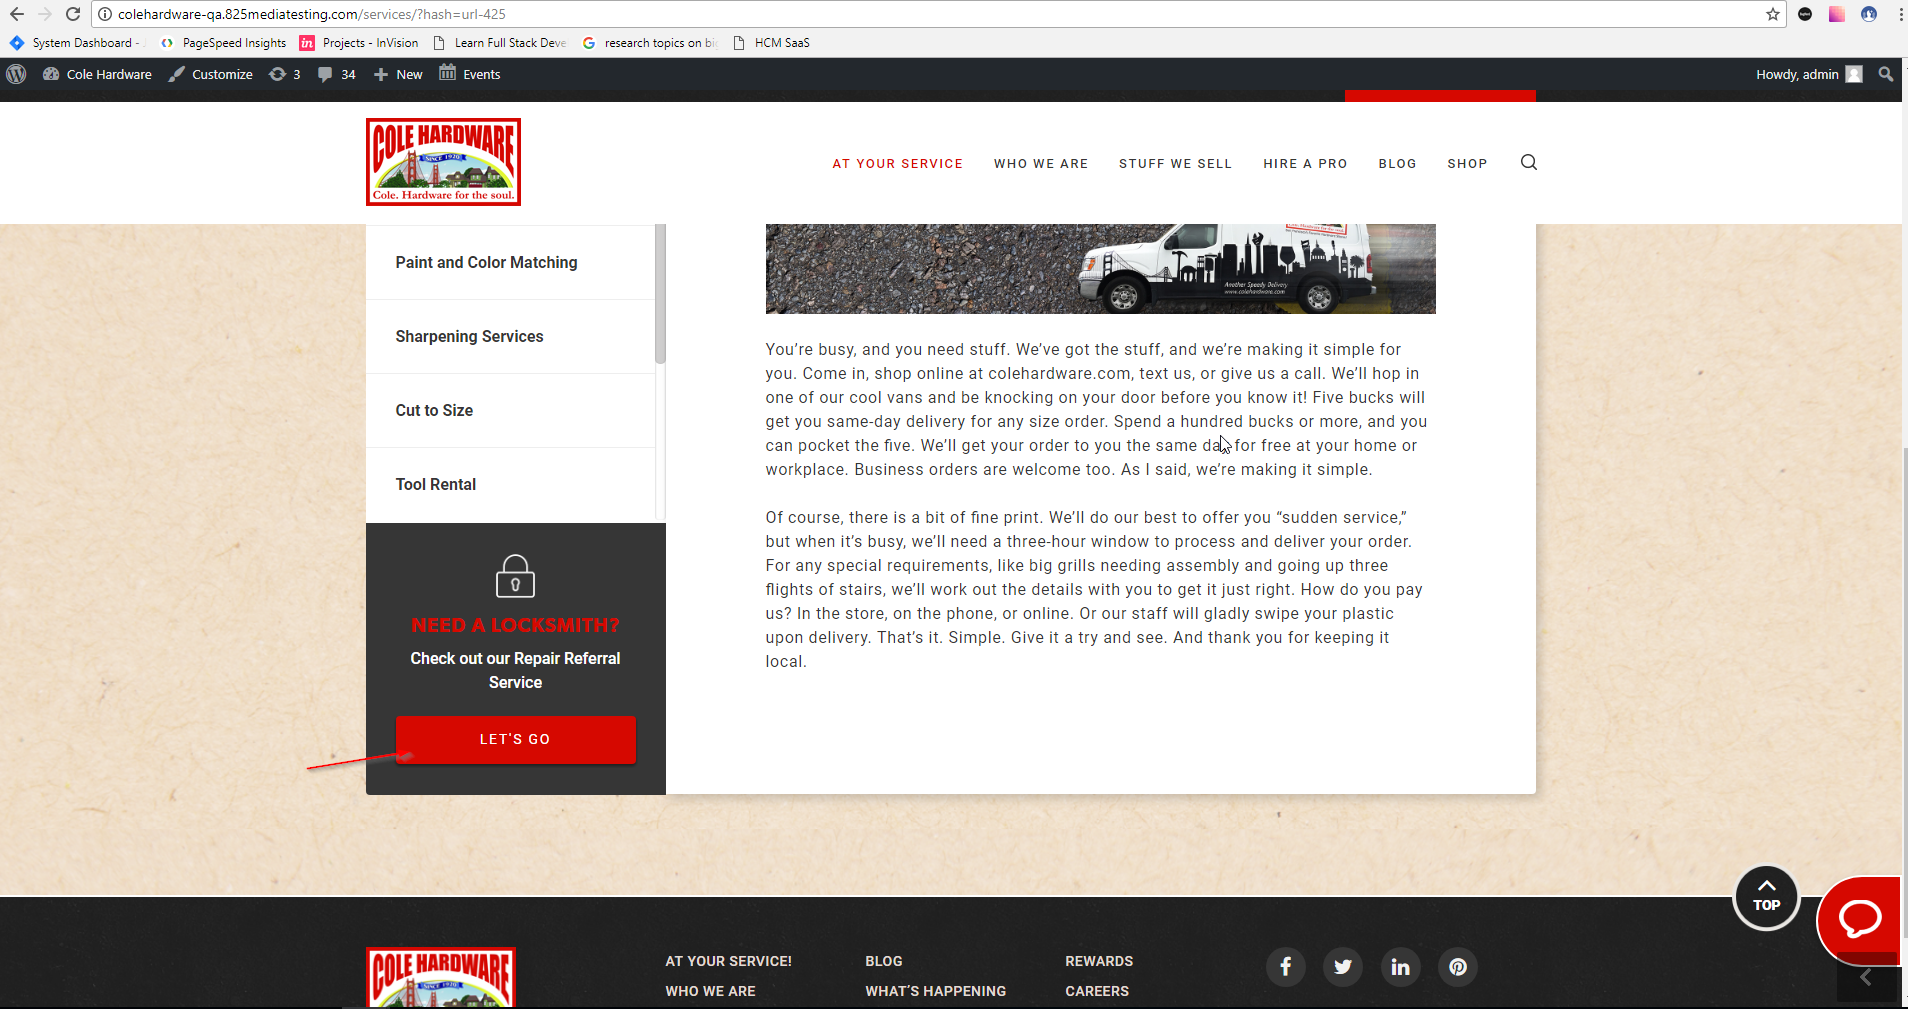 colehardware-qa.825mediatesting.com/services/?hash=url-425
System Dashboard - PageSpeed Insights in Projects - InVision Learn Full Stack Deve research topics on HCM SaaS
Cole Hardware Customize 3 34 New Events Howdy, admin
COLE HARDWARE
SINCE 1920
Cole. Hardware for the soul.
AT YOUR SERVICE WHO WE ARE STUFF WE SELL HIRE A PRO BLOG SHOP
Another Speedy Delivery
www.colehardware.com
Paint and Color Matching
Sharpening Services
Cut to Size
Tool Rental
NEED A LOCKSMITH?
Check out our Repair Referral
Service
LET'S GO
You’re busy, and you need stuff. We’ve got the stuff, and we’re making it simple for
you. Come in, shop online at colehardware.com, text us, or give us a call. We’ll hop in
one of our cool vans and be knocking on your door before you know it! Five bucks will
get you same-day delivery for any size order. Spend a hundred bucks or more, and you
can pocket the five. We’ll get your order to you the same day for free at your home or
workplace. Business orders are welcome too. As I said, we’re making it simple.
Of course, there is a bit of fine print. We’ll do our best to offer you “sudden service,”
but when it’s busy, we’ll need a three-hour window to process and deliver your order.
For any special requirements, like big grills needing assembly and going up three
flights of stairs, we’ll work out the details with you to get it just right. How do you pay
us? In the store, on the phone, or online. Or our staff will gladly swipe your plastic
upon delivery. That’s it. Simple. Give it a try and see. And thank you for keeping it
local.
TOP
COLE HARDWARE
SINCE 1920
AT YOUR SERVICE! BLOG REWARDS
WHO WE ARE WHAT’S HAPPENING CAREERS